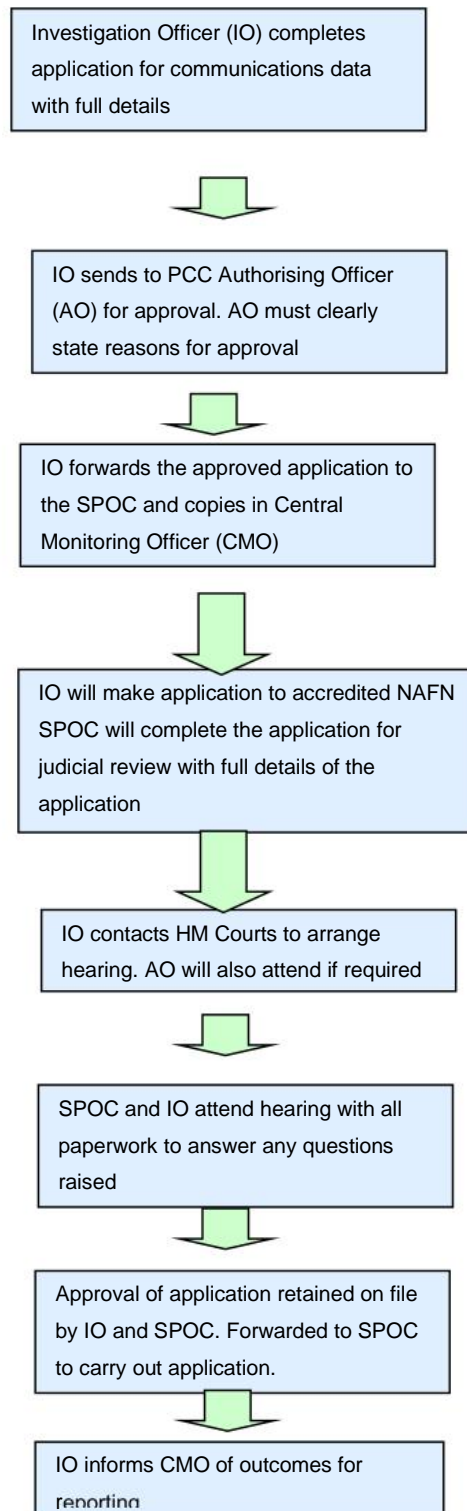 Investigation Officer (IO) completes
application for communications data
with full details
IO sends to PCC Authorising Officer
(AO) for approval. AO must clearly
state reasons for approval
IO forwards the approved application to
the SPOC and copies in Central
Monitoring Officer (CMO)
IO will make application to accredited NAFN
SPOC will complete the application for
judicial review with full details of the
application
IO contacts HM Courts to arrange
hearing. AO will also attend if required
SPOC and IO attend hearing with all
paperwork to answer any questions
raised
Approval of application retained on file
by IO and SPOC. Forwarded to SPOC
to carry out application.
IO informs CMO of outcomes for
reporting